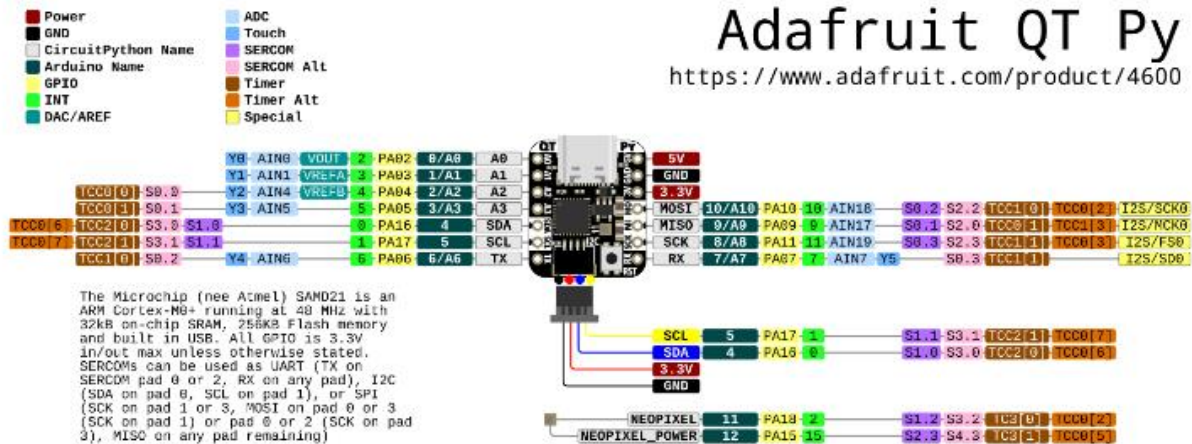 Adafruit QT Py
https://www.adafruit.com/product/4600
Power
GND
CircuitPython Name
Arduino Name
GPIO
INT
DAC/AREF
ADC
Touch
SERCOM
SERCOM Alt
Timer
Timer Alt
Special
QT Py
Y0 AIN0 VOUT 2 PA02 0/A0 A0
Y1 AIN1 VREFA 3 PA03 1/A1 A1
TCC0[0] S0.0 Y2 AIN4 VREFB 4 PA04 2/A2 A2
TCC0[1] S0.1 Y3 AIN5 5 PA05 3/A3 A3
TCC0[6] TCC2[0] S3.0 S1.0 0 PA16 4 SDA
TCC0[7] TCC2[1] S3.1 S1.1 1 PA17 5 SCL
TCC1[0] S0.2 Y4 AIN6 6 PA06 6/A6 TX
5V
GND
3.3V
MOSI 10/A10 PA10 10 AIN18 S0.2 S2.2 TCC1[0] TCC0[2] I2S/SCK0
MISO 9/A9 PA09 9 AIN17 S0.1 S2.1 TCC0[1] TCC1[3] I2S/MCK0
SCK 8/A8 PA11 11 AIN19 S0.3 S2.3 TCC1[1] TCC0[3] I2S/FS0
RX 7/A7 PA07 7 AIN7 Y5 S0.3 TCC1[1] I2S/SD0
I2C
RST
The Microchip (nee Atmel) SAMD21 is an
ARM Cortex-M0+ running at 48 MHz with
32kB on-chip SRAM, 256KB Flash memory
and built in USB. All GPIO is 3.3V
in/out max unless otherwise stated.
SERCOMs can be used as UART (TX on
SERCOM pad 0 or 2, RX on any pad), I2C
(SDA on pad 0, SCL on pad 1), or SPI
(SCK on pad 1 or 3, MOSI on pad 0 or 3
(SCK on pad 1) or pad 0 or 2 (SCK on pad
3), MISO on any pad remaining)
SCL 5 PA17 1 S1.1 S3.1 TCC2[1] TCC0[7]
SDA 4 PA16 0 S1.0 S3.0 TCC2[0] TCC0[6]
3.3V
GND
NEOPIXEL 11 PA18 2 S1.2 S3.2 TC3[0] TCC0[2]
NEOPIXEL_POWER 12 PA15 15 S2.3 S4.3 TC3[1] TCC0[5]